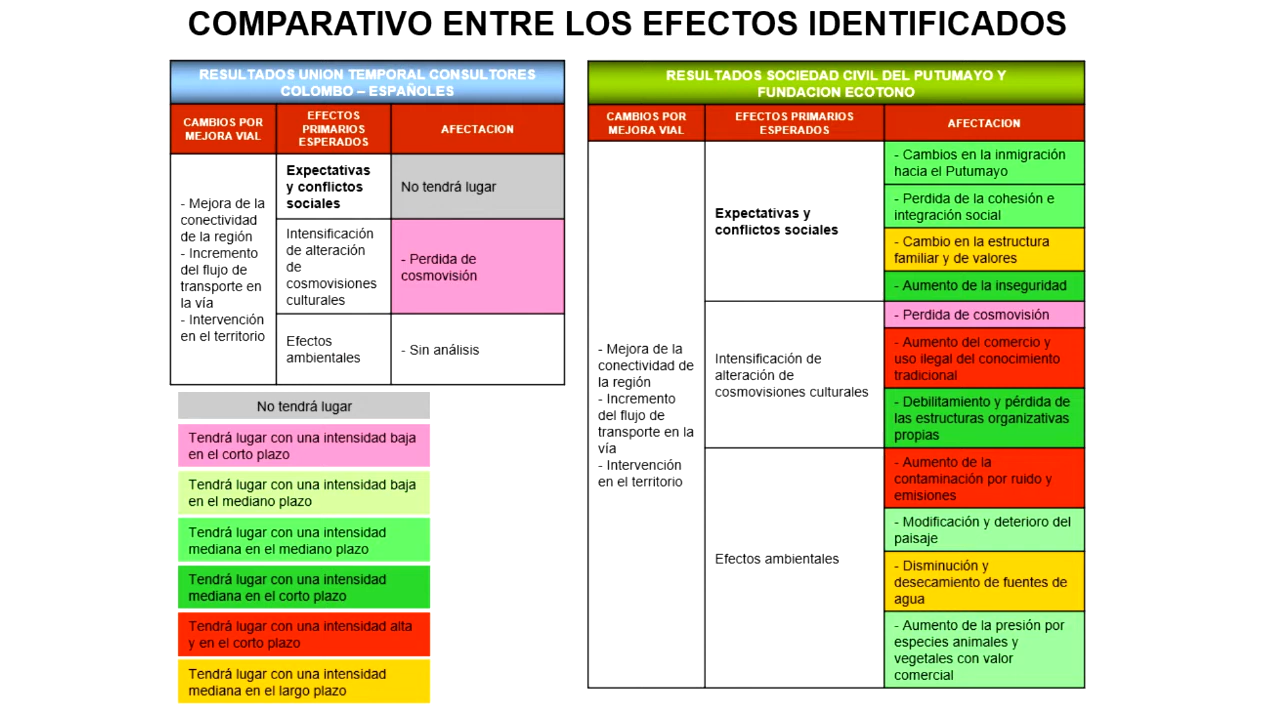 COMPARATIVO ENTRE LOS EFECTOS IDENTIFICADOS
RESULTADOS UNION TEMPORAL CONSULTORES
COLOMBO – ESPAÑOLES
CAMBIOS POR
MEJORA VIAL
EFECTOS
PRIMARIOS
ESPERADOS
AFECTACION
- Mejora de la
conectividad
de la región
- Incremento
del flujo de
transporte en
la vía
- Intervención
en el territorio
Expectativas
y conflictos
sociales
No tendrá lugar
Intensificación
de alteración
de
cosmovisiones
culturales
- Perdida de
cosmovisión
Efectos
ambientales
- Sin análisis
No tendrá lugar
Tendrá lugar con una intensidad baja
en el corto plazo
Tendrá lugar con una intensidad baja
en el mediano plazo
Tendrá lugar con una intensidad
mediana en el mediano plazo
Tendrá lugar con una intensidad
mediana en el corto plazo
Tendrá lugar con una intensidad alta
y en el corto plazo
Tendrá lugar con una intensidad
mediana en el largo plazo
RESULTADOS SOCIEDAD CIVIL DEL PUTUMAYO Y
FUNDACION ECOTONO
CAMBIOS POR
MEJORA VIAL
EFECTOS PRIMARIOS
ESPERADOS
AFECTACION
- Mejora de la
conectividad de
la región
- Incremento
del flujo de
transporte en la
vía
- Intervención
en el territorio
Expectativas y
conflictos sociales
- Cambios en la inmigración
hacia el Putumayo
- Perdida de la cohesión e
integración social
- Cambio en la estructura
familiar y de valores
- Aumento de la inseguridad
Intensificación de
alteración de
cosmovisiones culturales
- Perdida de cosmovisión
- Aumento del comercio y
uso ilegal del conocimiento
tradicional
- Debilitamiento y pérdida de
las estructuras organizativas
propias
Efectos ambientales
- Aumento de la
contaminación por ruido y
emisiones
- Modificación y deterioro del
paisaje
- Disminución y
desecamiento de fuentes de
agua
- Aumento de la presión por
especies animales y
vegetales con valor
comercial